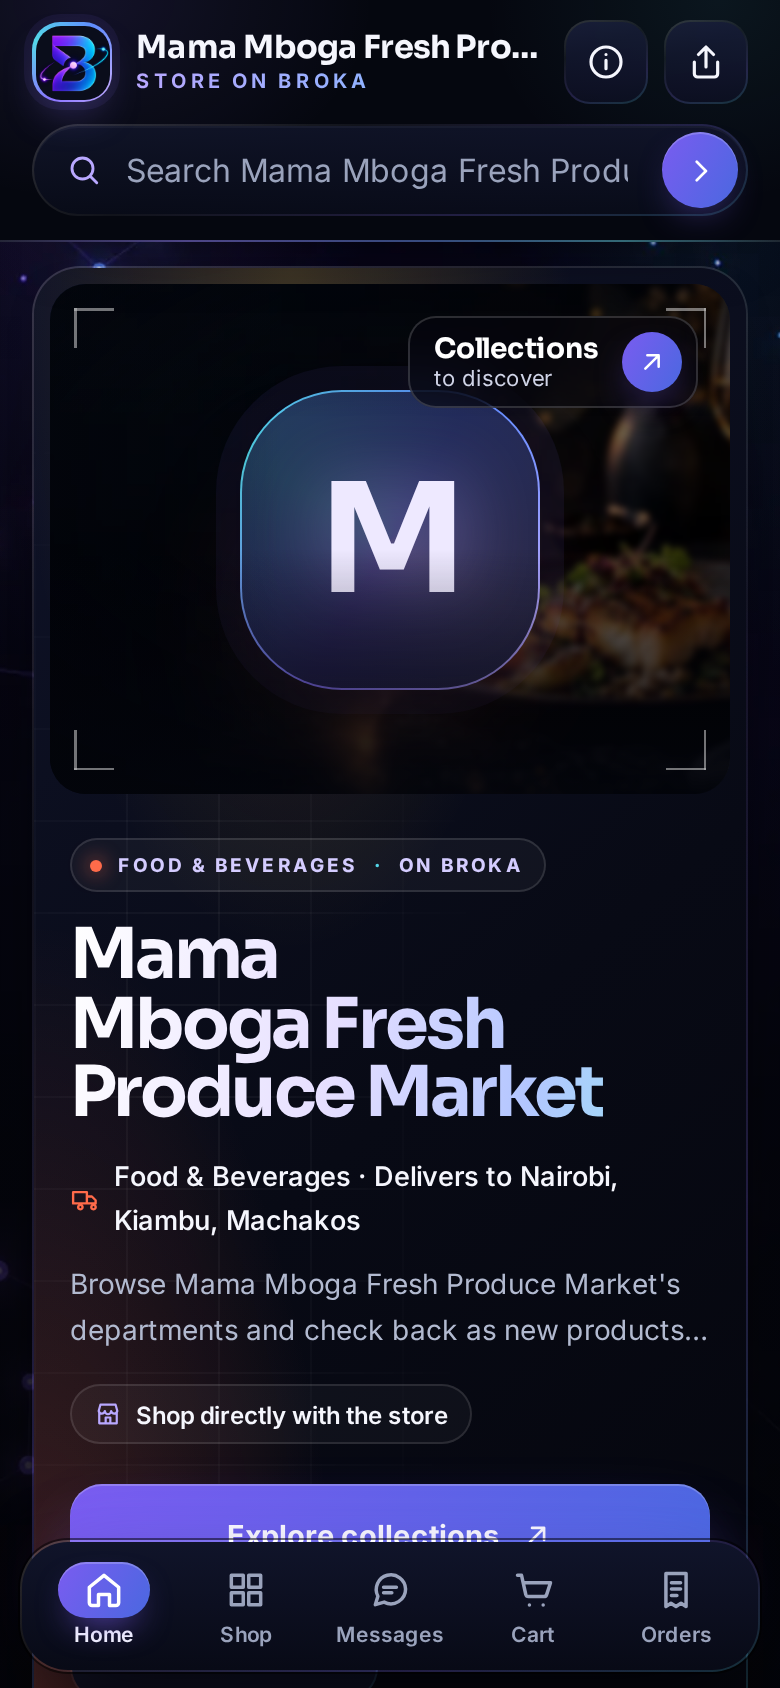 Mama Mboga Fresh Pro...
STORE ON BROKA
Search Mama Mboga Fresh Produ
Collections
to discover
M
FOOD & BEVERAGES · ON BROKA
Mama
Mboga Fresh
Produce Market
Food & Beverages · Delivers to Nairobi,
Kiambu, Machakos
Browse Mama Mboga Fresh Produce Market's
departments and check back as new products...
Shop directly with the store
Explore collections
Home
Shop
Messages
Cart
Orders